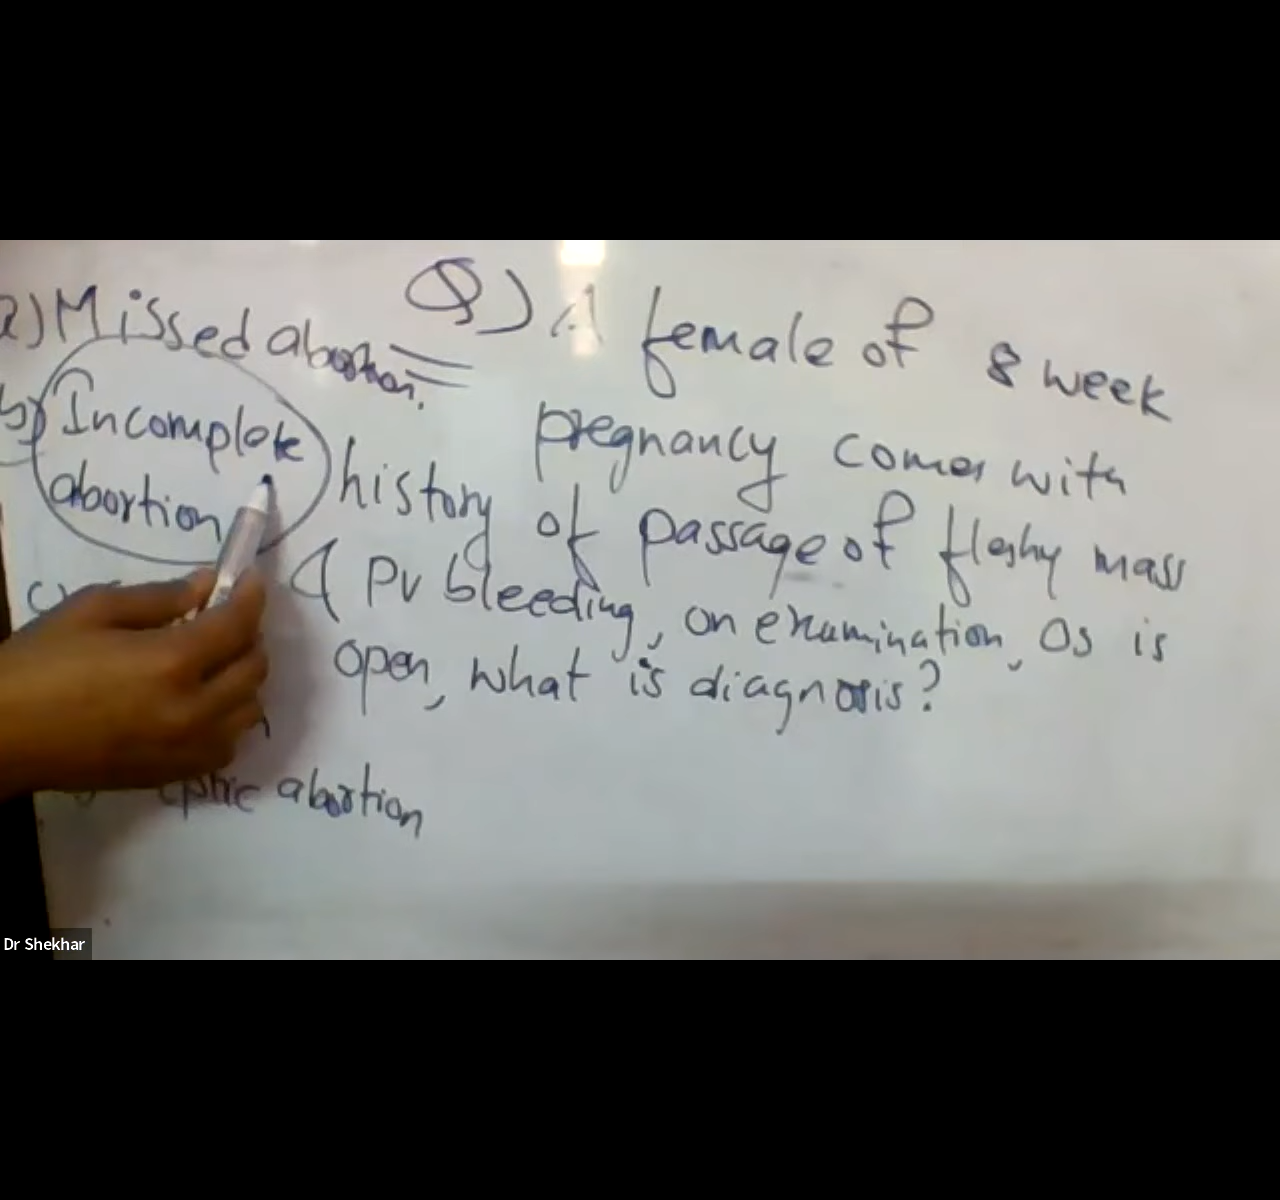 a) Missed abortion.
b) Incomplete
abortion
c)
septic abortion
Q) A female of 8 week
pregnancy comes with
history of passage of fleshy mass
& PV bleeding, on examination, Os is
open, what is diagnosis?
Dr Shekhar